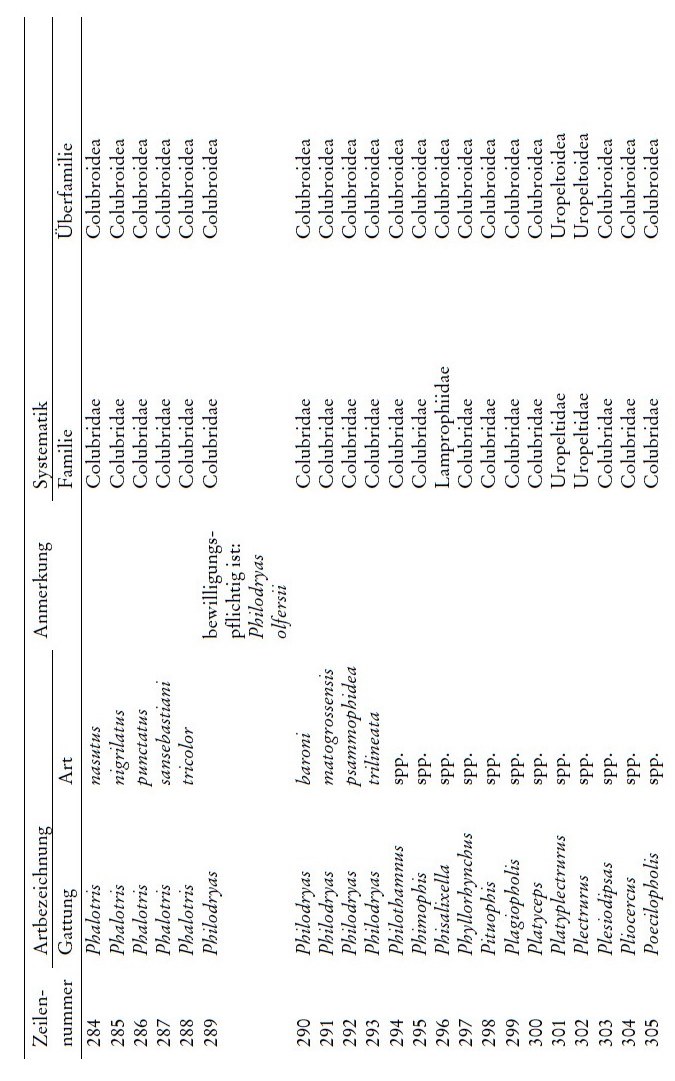 Zeilen- Artbezeichnung Anmerkung Systematik
nummer Gattung Art Familie Überfamilie
284 Phalotris nasutus Colubridae Colubroidea
285 Phalotris nigrilatus Colubridae Colubroidea
286 Phalotris punctatus Colubridae Colubroidea
287 Phalotris sansebastiani Colubridae Colubroidea
288 Phalotris tricolor Colubridae Colubroidea
289 Philodryas bewilligungs- Colubridae Colubroidea
pflichtig ist:
Philodryas
olfersii
290 Philodryas baroni Colubridae Colubroidea
291 Philodryas matogrossensis Colubridae Colubroidea
292 Philodryas psammophidea Colubridae Colubroidea
293 Philodryas trilineata Colubridae Colubroidea
294 Philothamnus spp. Colubridae Colubroidea
295 Phimophis spp. Colubridae Colubroidea
296 Phisalixella spp. Lamprophiidae Colubroidea
297 Phyllorhynchus spp. Colubridae Colubroidea
298 Pituophis spp. Colubridae Colubroidea
299 Plagiopholis spp. Colubridae Colubroidea
300 Platyceps spp. Colubridae Colubroidea
301 Platyplectrurus spp. Uropeltidae Uropeltoidea
302 Plectrurus spp. Uropeltidae Uropeltoidea
303 Plesiodipsas spp. Colubridae Colubroidea
304 Pliocercus spp. Colubridae Colubroidea
305 Poecilopholis spp. Colubridae Colubroidea